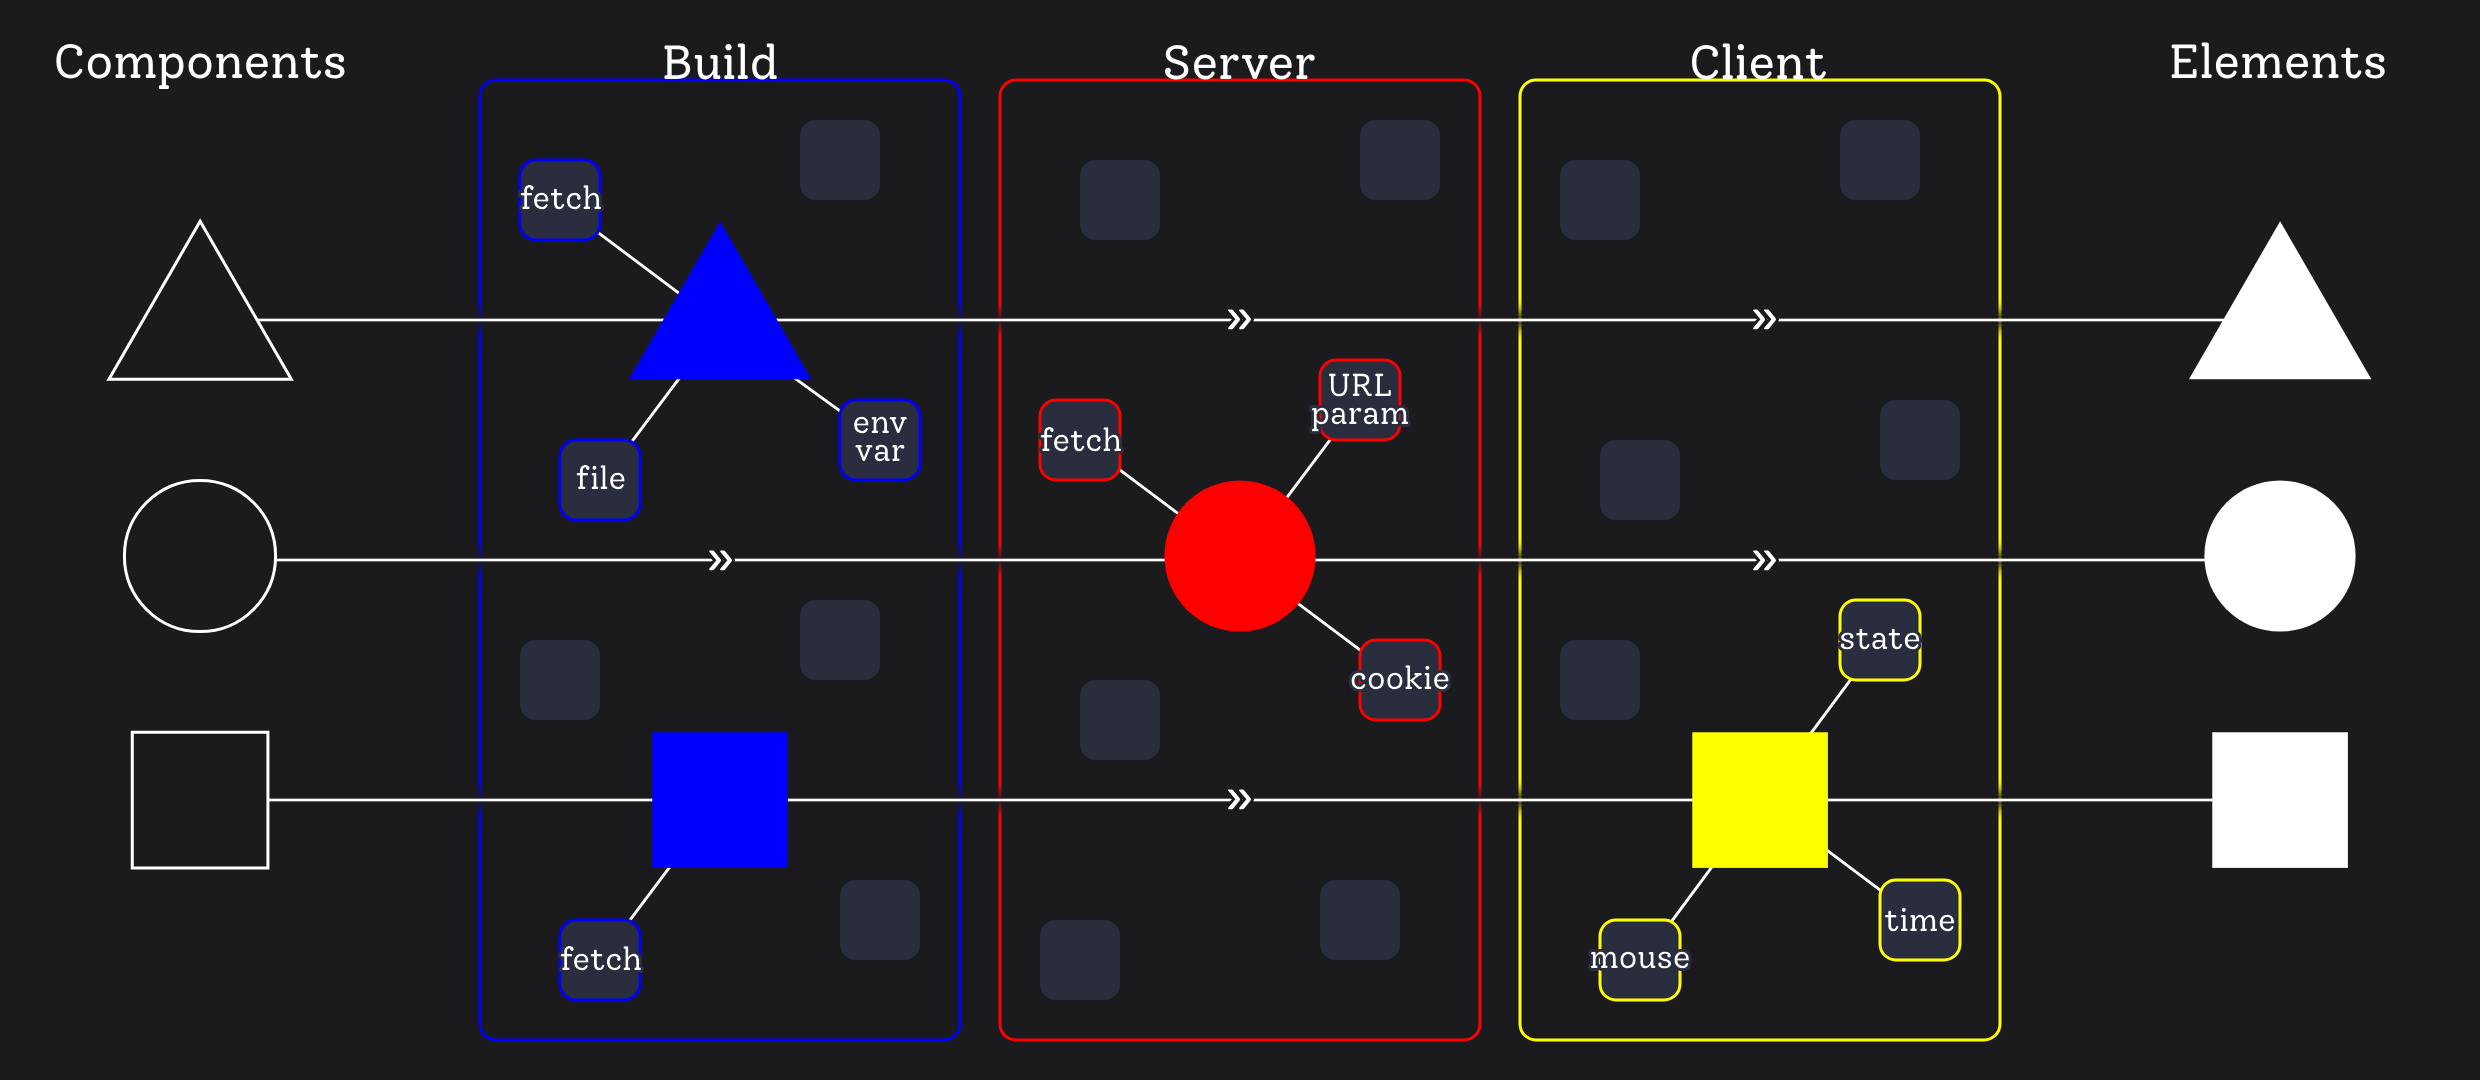 Components
Build
Server
Client
Elements
fetch
file
env
var
fetch
URL
param
cookie
fetch
state
mouse
time